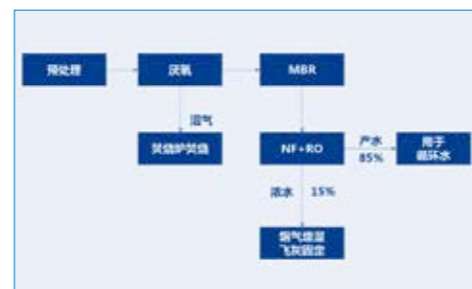 预处理
厌氧
MBR
沼气
焚烧炉焚烧
NF+RO
产水
85%
用于
循环水
浓水 15%
烟气增湿
飞灰固定